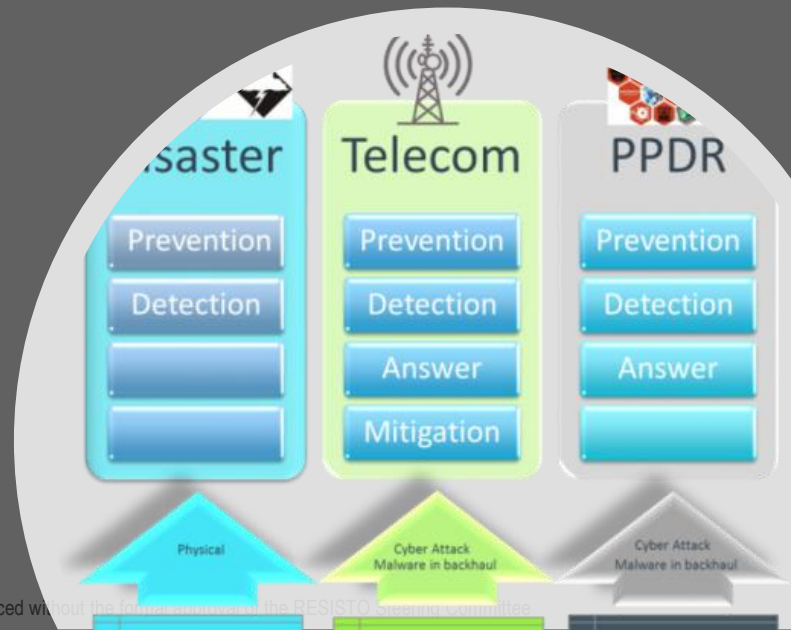 saster
Telecom
PPDR
Prevention
Prevention
Prevention
Detection
Detection
Detection
Answer
Answer
Mitigation
Physical
Cyber Attack
Malware in backhaul
Cyber Attack
Malware in backhaul
ced without the formal approval of the RESISTO Steering Committee